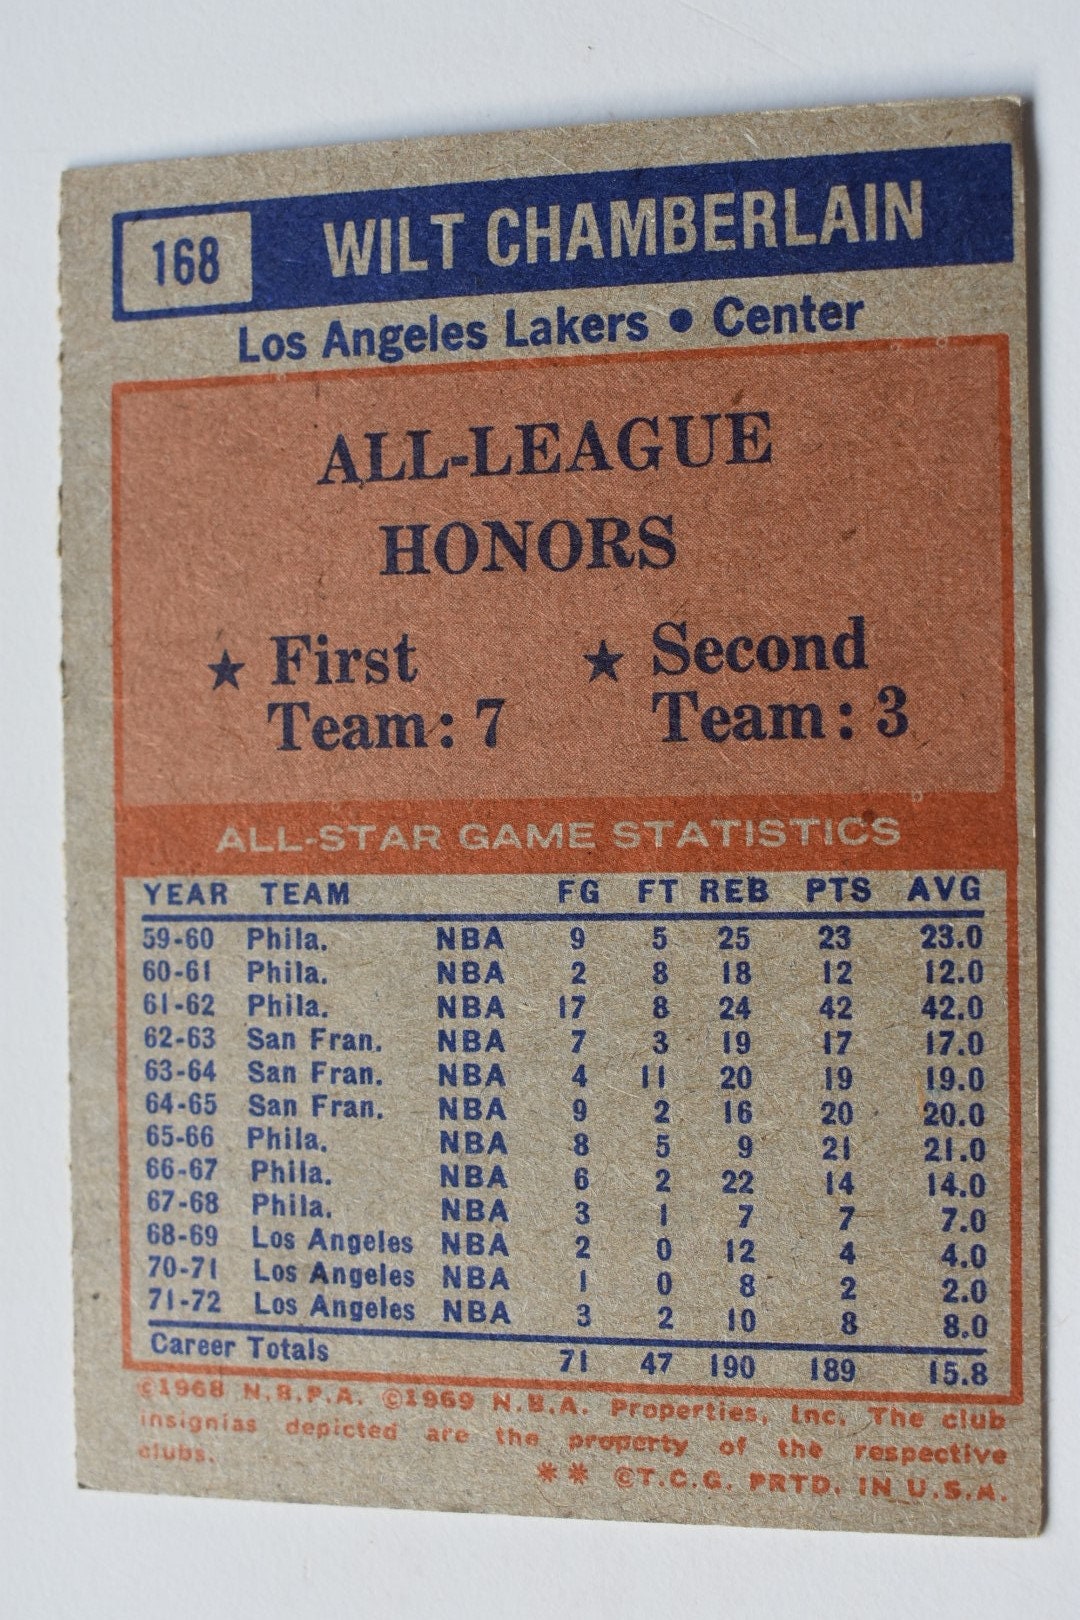 168 WILT CHAMBERLAIN
Los Angeles Lakers • Center
ALL-LEAGUE
HONORS
★ First Team: 7
★ Second Team: 3
ALL-STAR GAME STATISTICS
YEAR TEAM FG FT REB PTS AVG
59-60 Phila. NBA 9 5 25 23 23.0
60-61 Phila. NBA 2 8 18 12 12.0
61-62 Phila. NBA 17 8 24 42 42.0
62-63 San Fran. NBA 7 3 19 17 17.0
63-64 San Fran. NBA 4 11 20 19 19.0
64-65 San Fran. NBA 9 2 16 20 20.0
65-66 Phila. NBA 8 5 9 21 21.0
66-67 Phila. NBA 6 2 22 14 14.0
67-68 Phila. NBA 3 1 7 7 7.0
68-69 Los Angeles NBA 2 0 12 4 4.0
70-71 Los Angeles NBA 1 0 8 2 2.0
71-72 Los Angeles NBA 3 2 10 8 8.0
Career Totals 71 47 190 189 15.8
©1968 N.B.P.A. ©1969 N.B.A. Properties, Inc. The club
insignias depicted are the property of the respective
clubs.
** ©T.C.G. PRTD. IN U.S.A.